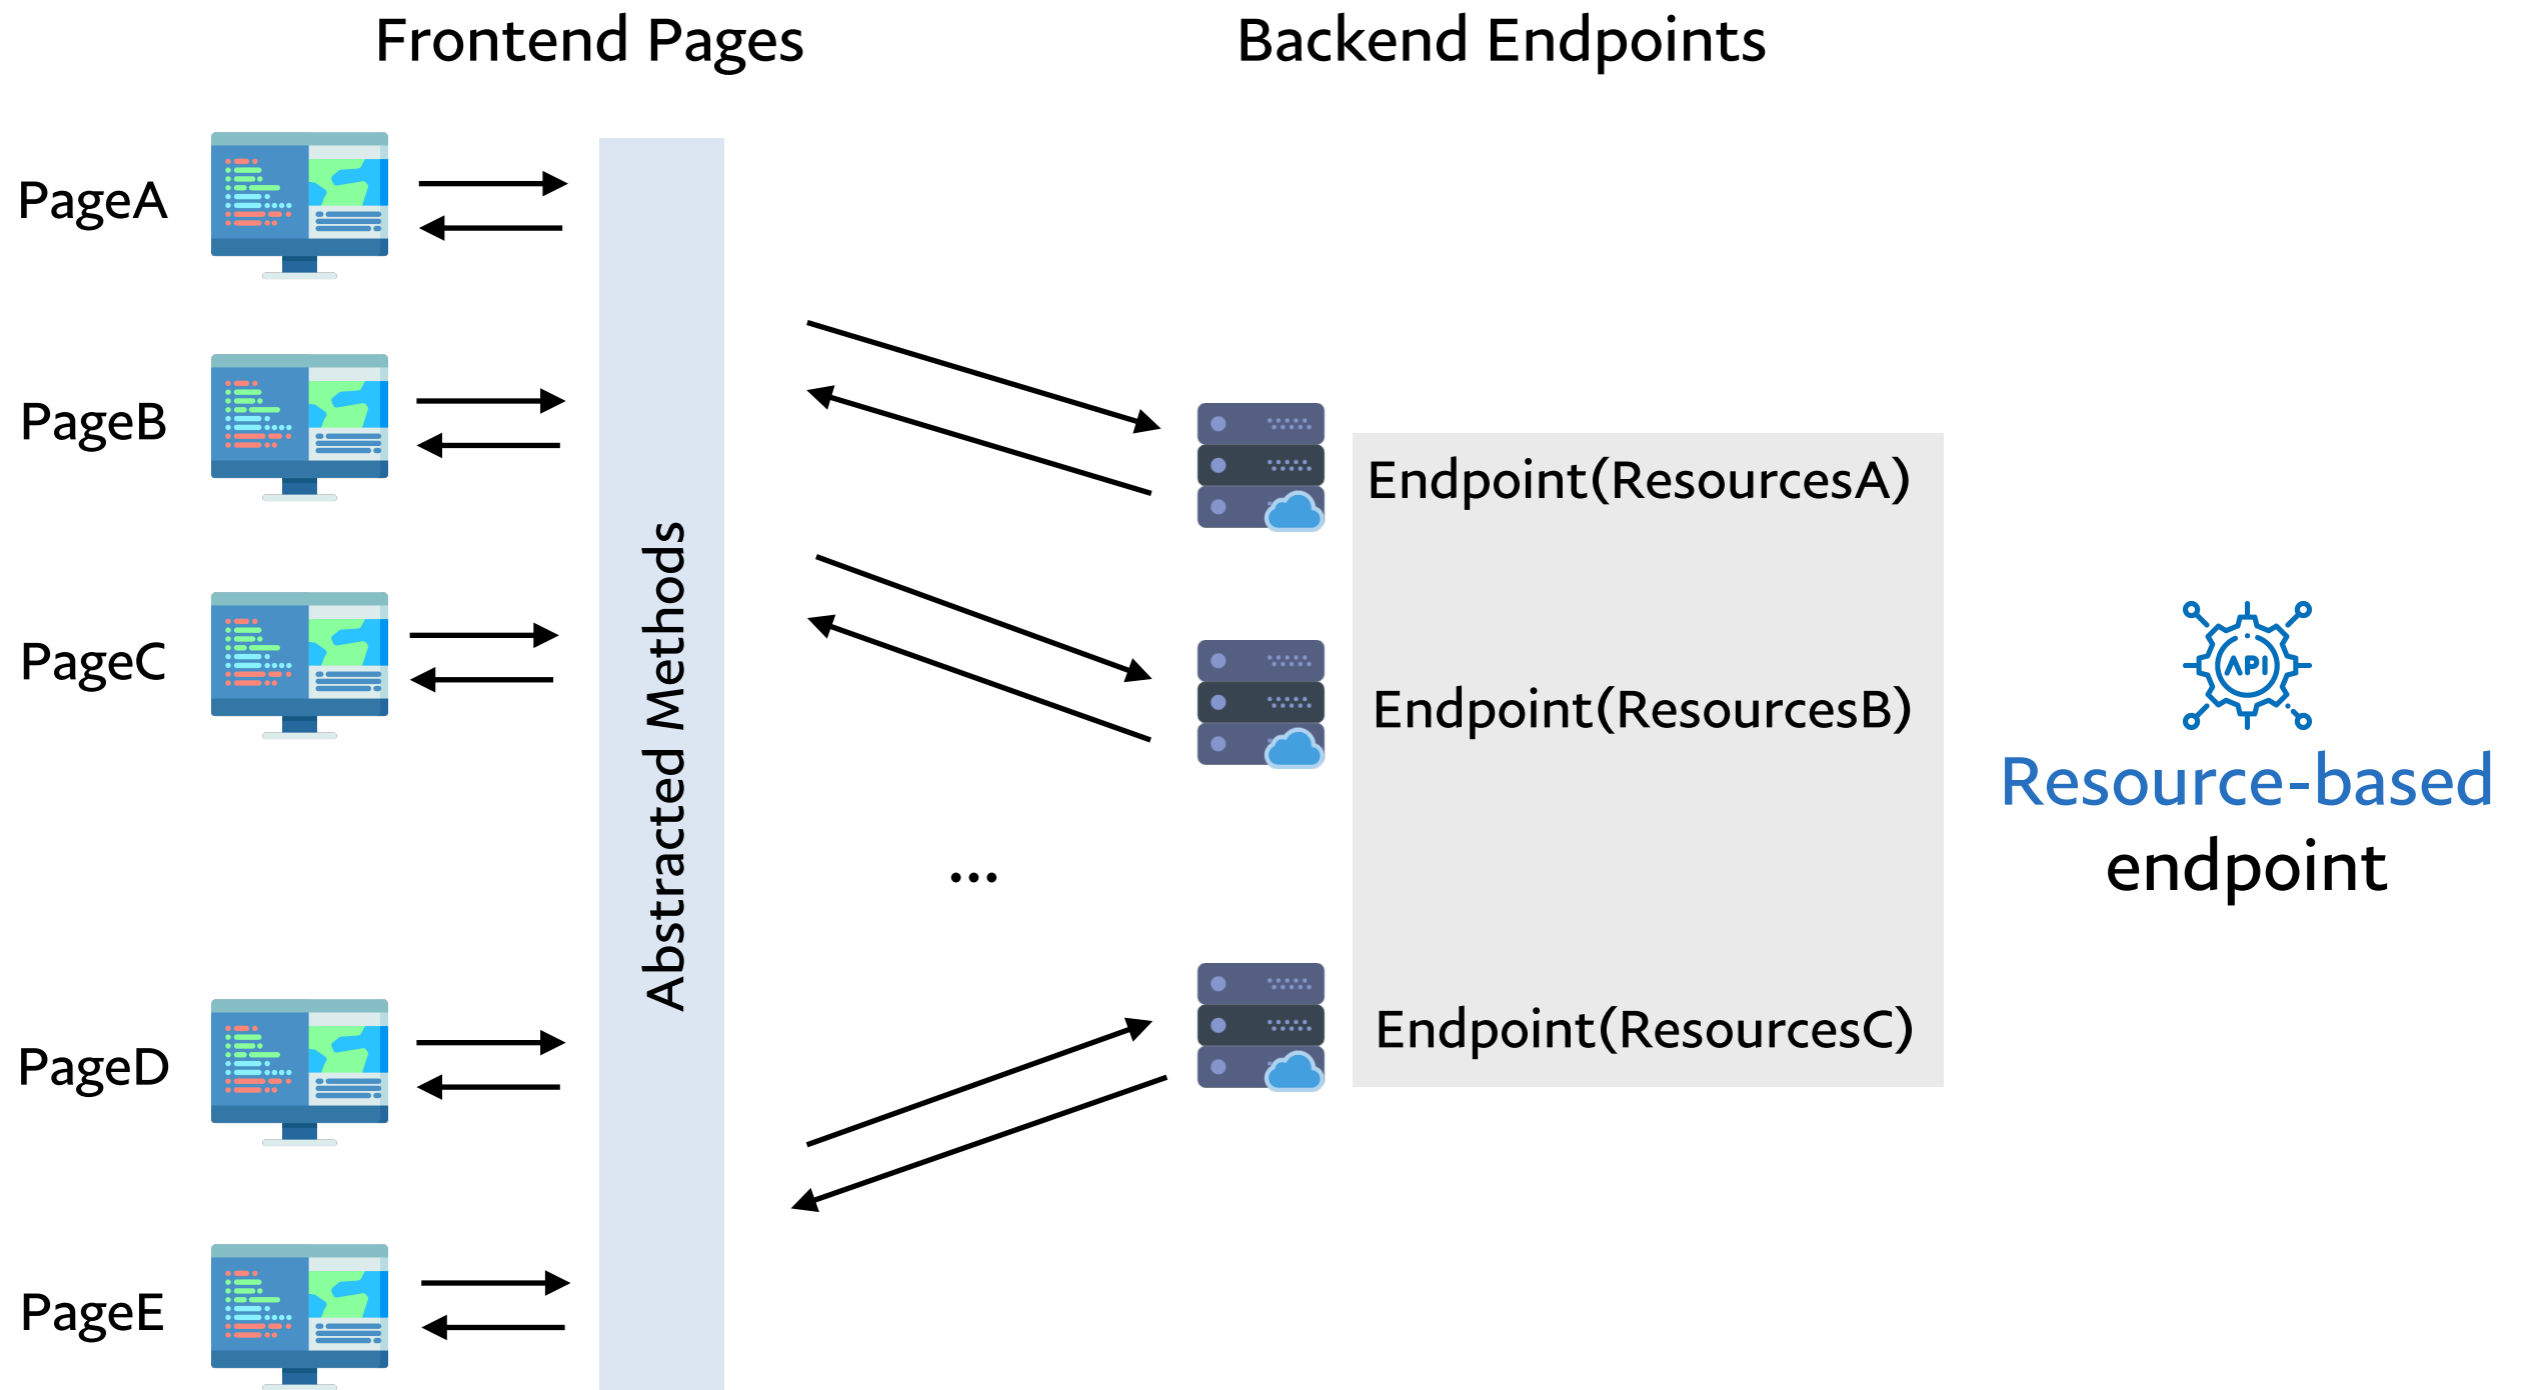 Frontend Pages
Backend Endpoints
PageA
PageB
PageC
PageD
PageE
Abstracted Methods
...
Endpoint(ResourcesA)
Endpoint(ResourcesB)
Endpoint(ResourcesC)
API
Resource-based
endpoint